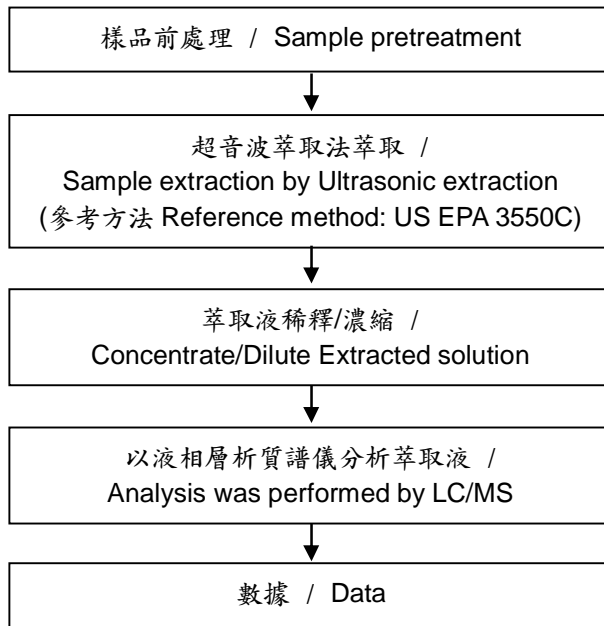 樣品前處理 / Sample pretreatment
超音波萃取法萃取 /
Sample extraction by Ultrasonic extraction
(參考方法 Reference method: US EPA 3550C)
萃取液稀釋/濃縮 /
Concentrate/Dilute Extracted solution
以液相層析質譜儀分析萃取液 /
Analysis was performed by LC/MS
數據 / Data